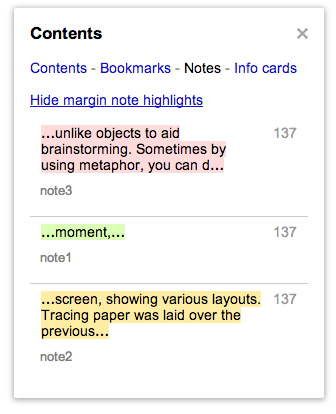 Contents ×
Contents - Bookmarks - Notes - Info cards
Hide margin note highlights
...unlike objects to aid 137
brainstorming. Sometimes by
using metaphor, you can d...
note3
...moment,... 137
note1
...screen, showing various layouts. 137
Tracing paper was laid over the
previous...
note2